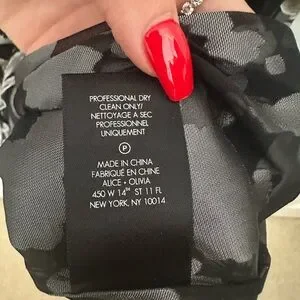 PROFESSIONAL DRY
CLEAN ONLY/
NETTOYAGE A SEC
PROFESSIONNEL
UNIQUEMENT
P
MADE IN CHINA
FABRIQUÉ EN CHINE
ALICE + OLIVIA
450 W 14TH ST 11 FL
NEW YORK, NY 10014